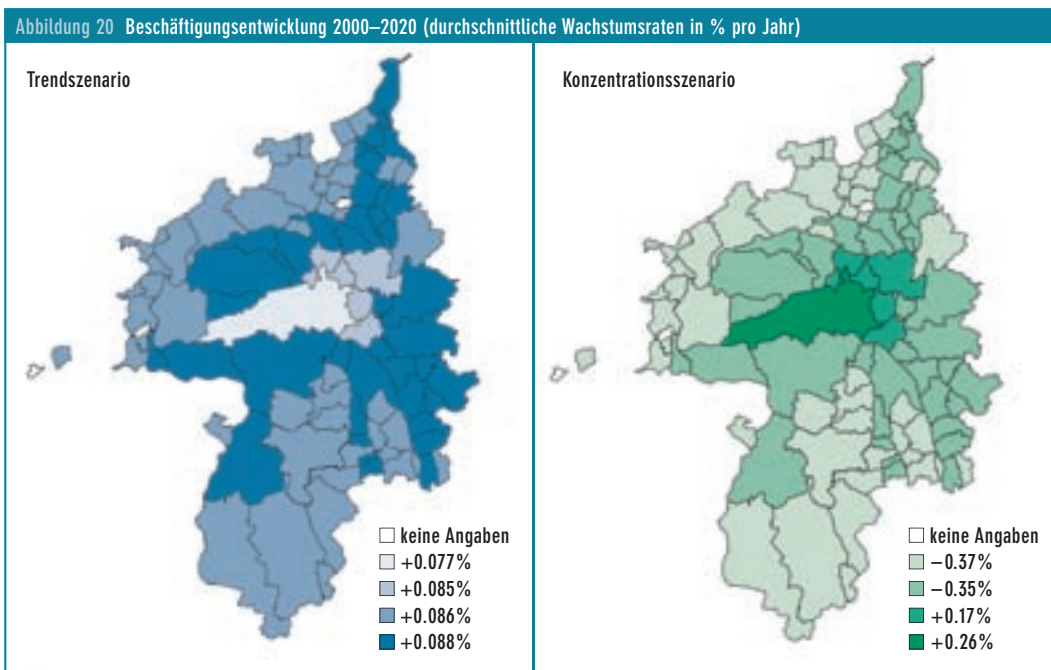 Abbildung 20 Beschäftigungsentwicklung 2000–2020 (durchschnittliche Wachstumsraten in % pro Jahr)
Trendszenario
keine Angaben
+0.077%
+0.085%
+0.086%
+0.088%
Konzentrationsszenario
keine Angaben
−0.37%
−0.35%
+0.17%
+0.26%